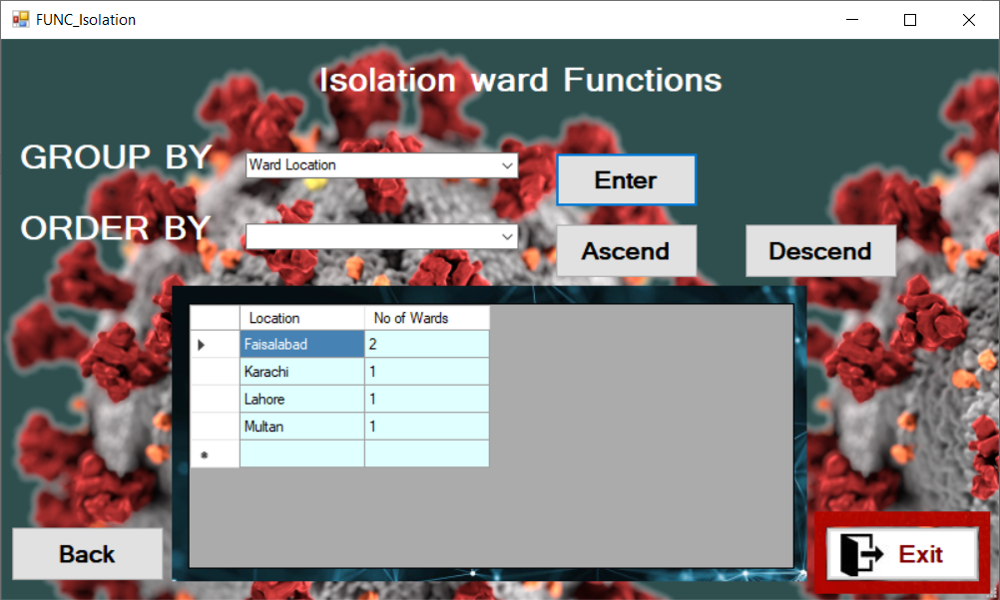 FUNC_Isolation
Isolation ward Functions
GROUP BY
Ward Location
Enter
ORDER BY
Ascend
Descend
Location No of Wards
Faisalabad 2
Karachi 1
Lahore 1
Multan 1
Back
Exit